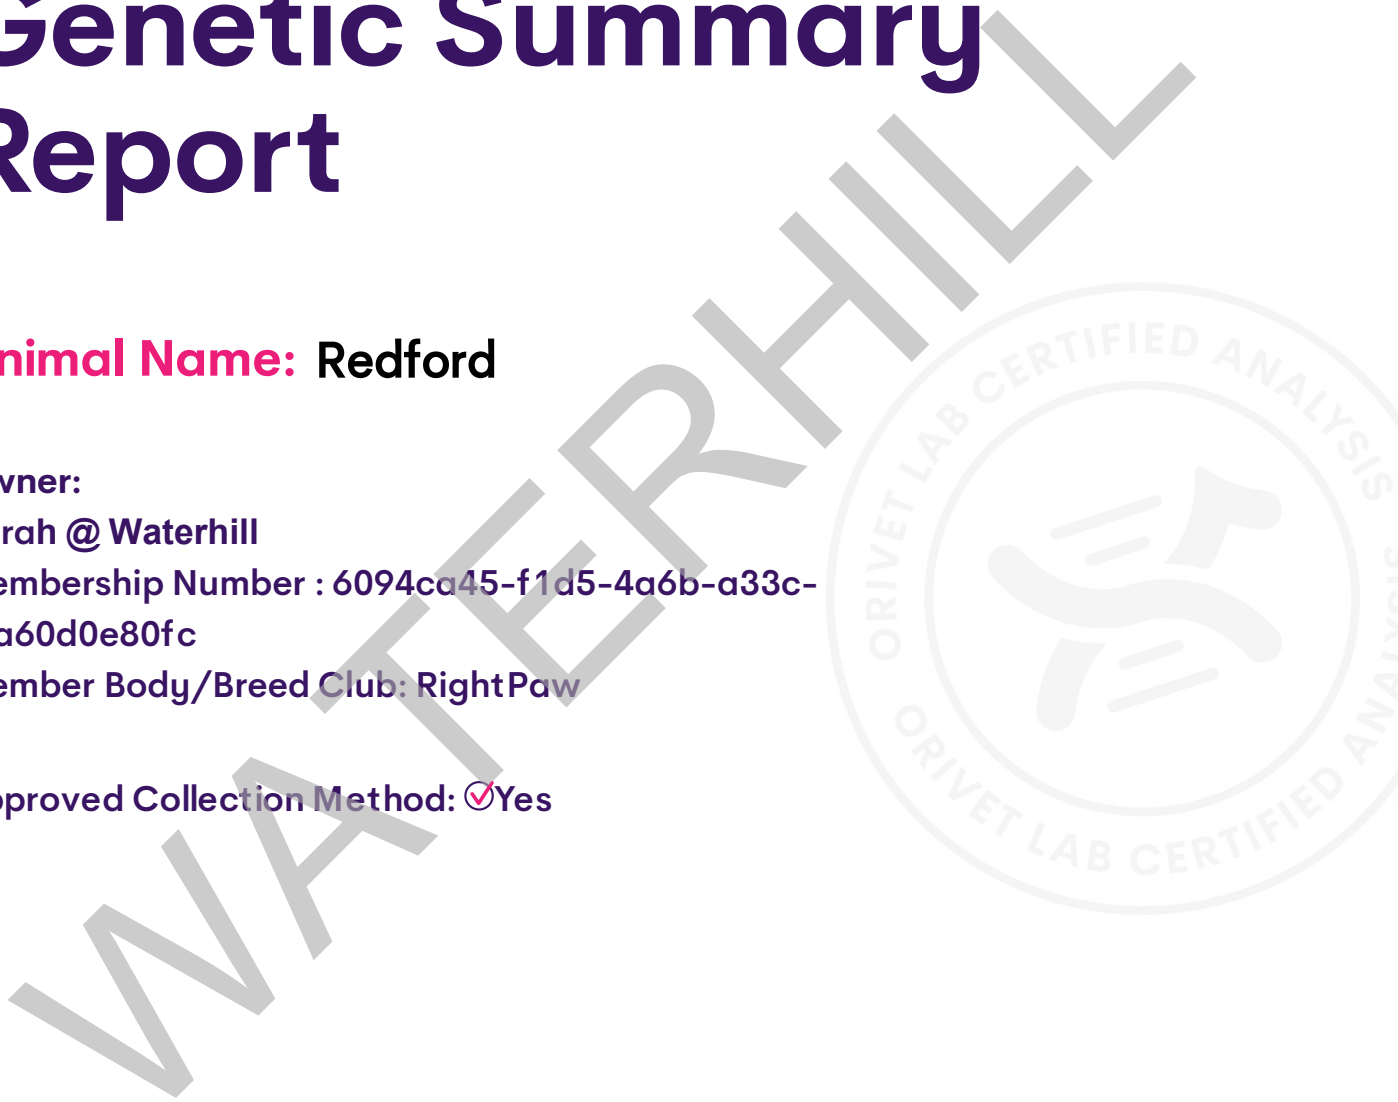 Genetic Summary
Report
nimal Name: Redford
wner:
rah @ Waterhill
embership Number : 6094ca45-f1d5-4a6b-a33c-
a60d0e80fc
ember Body/Breed Club: RightPaw
pproved Collection Method: Yes
WATERHILL
ORIVET LAB CERTIFIED ANALYSIS
ORIVET LAB CERTIFIED ANALYSIS